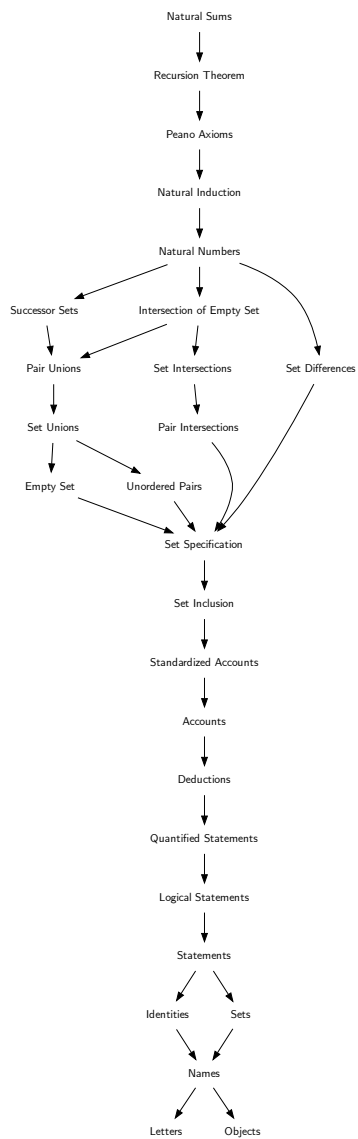 Natural Sums
Recursion Theorem
Peano Axioms
Natural Induction
Natural Numbers
Successor Sets
Intersection of Empty Set
Pair Unions
Set Intersections
Set Differences
Set Unions
Pair Intersections
Empty Set
Unordered Pairs
Set Specification
Set Inclusion
Standardized Accounts
Accounts
Deductions
Quantified Statements
Logical Statements
Statements
Identities
Sets
Names
Letters
Objects